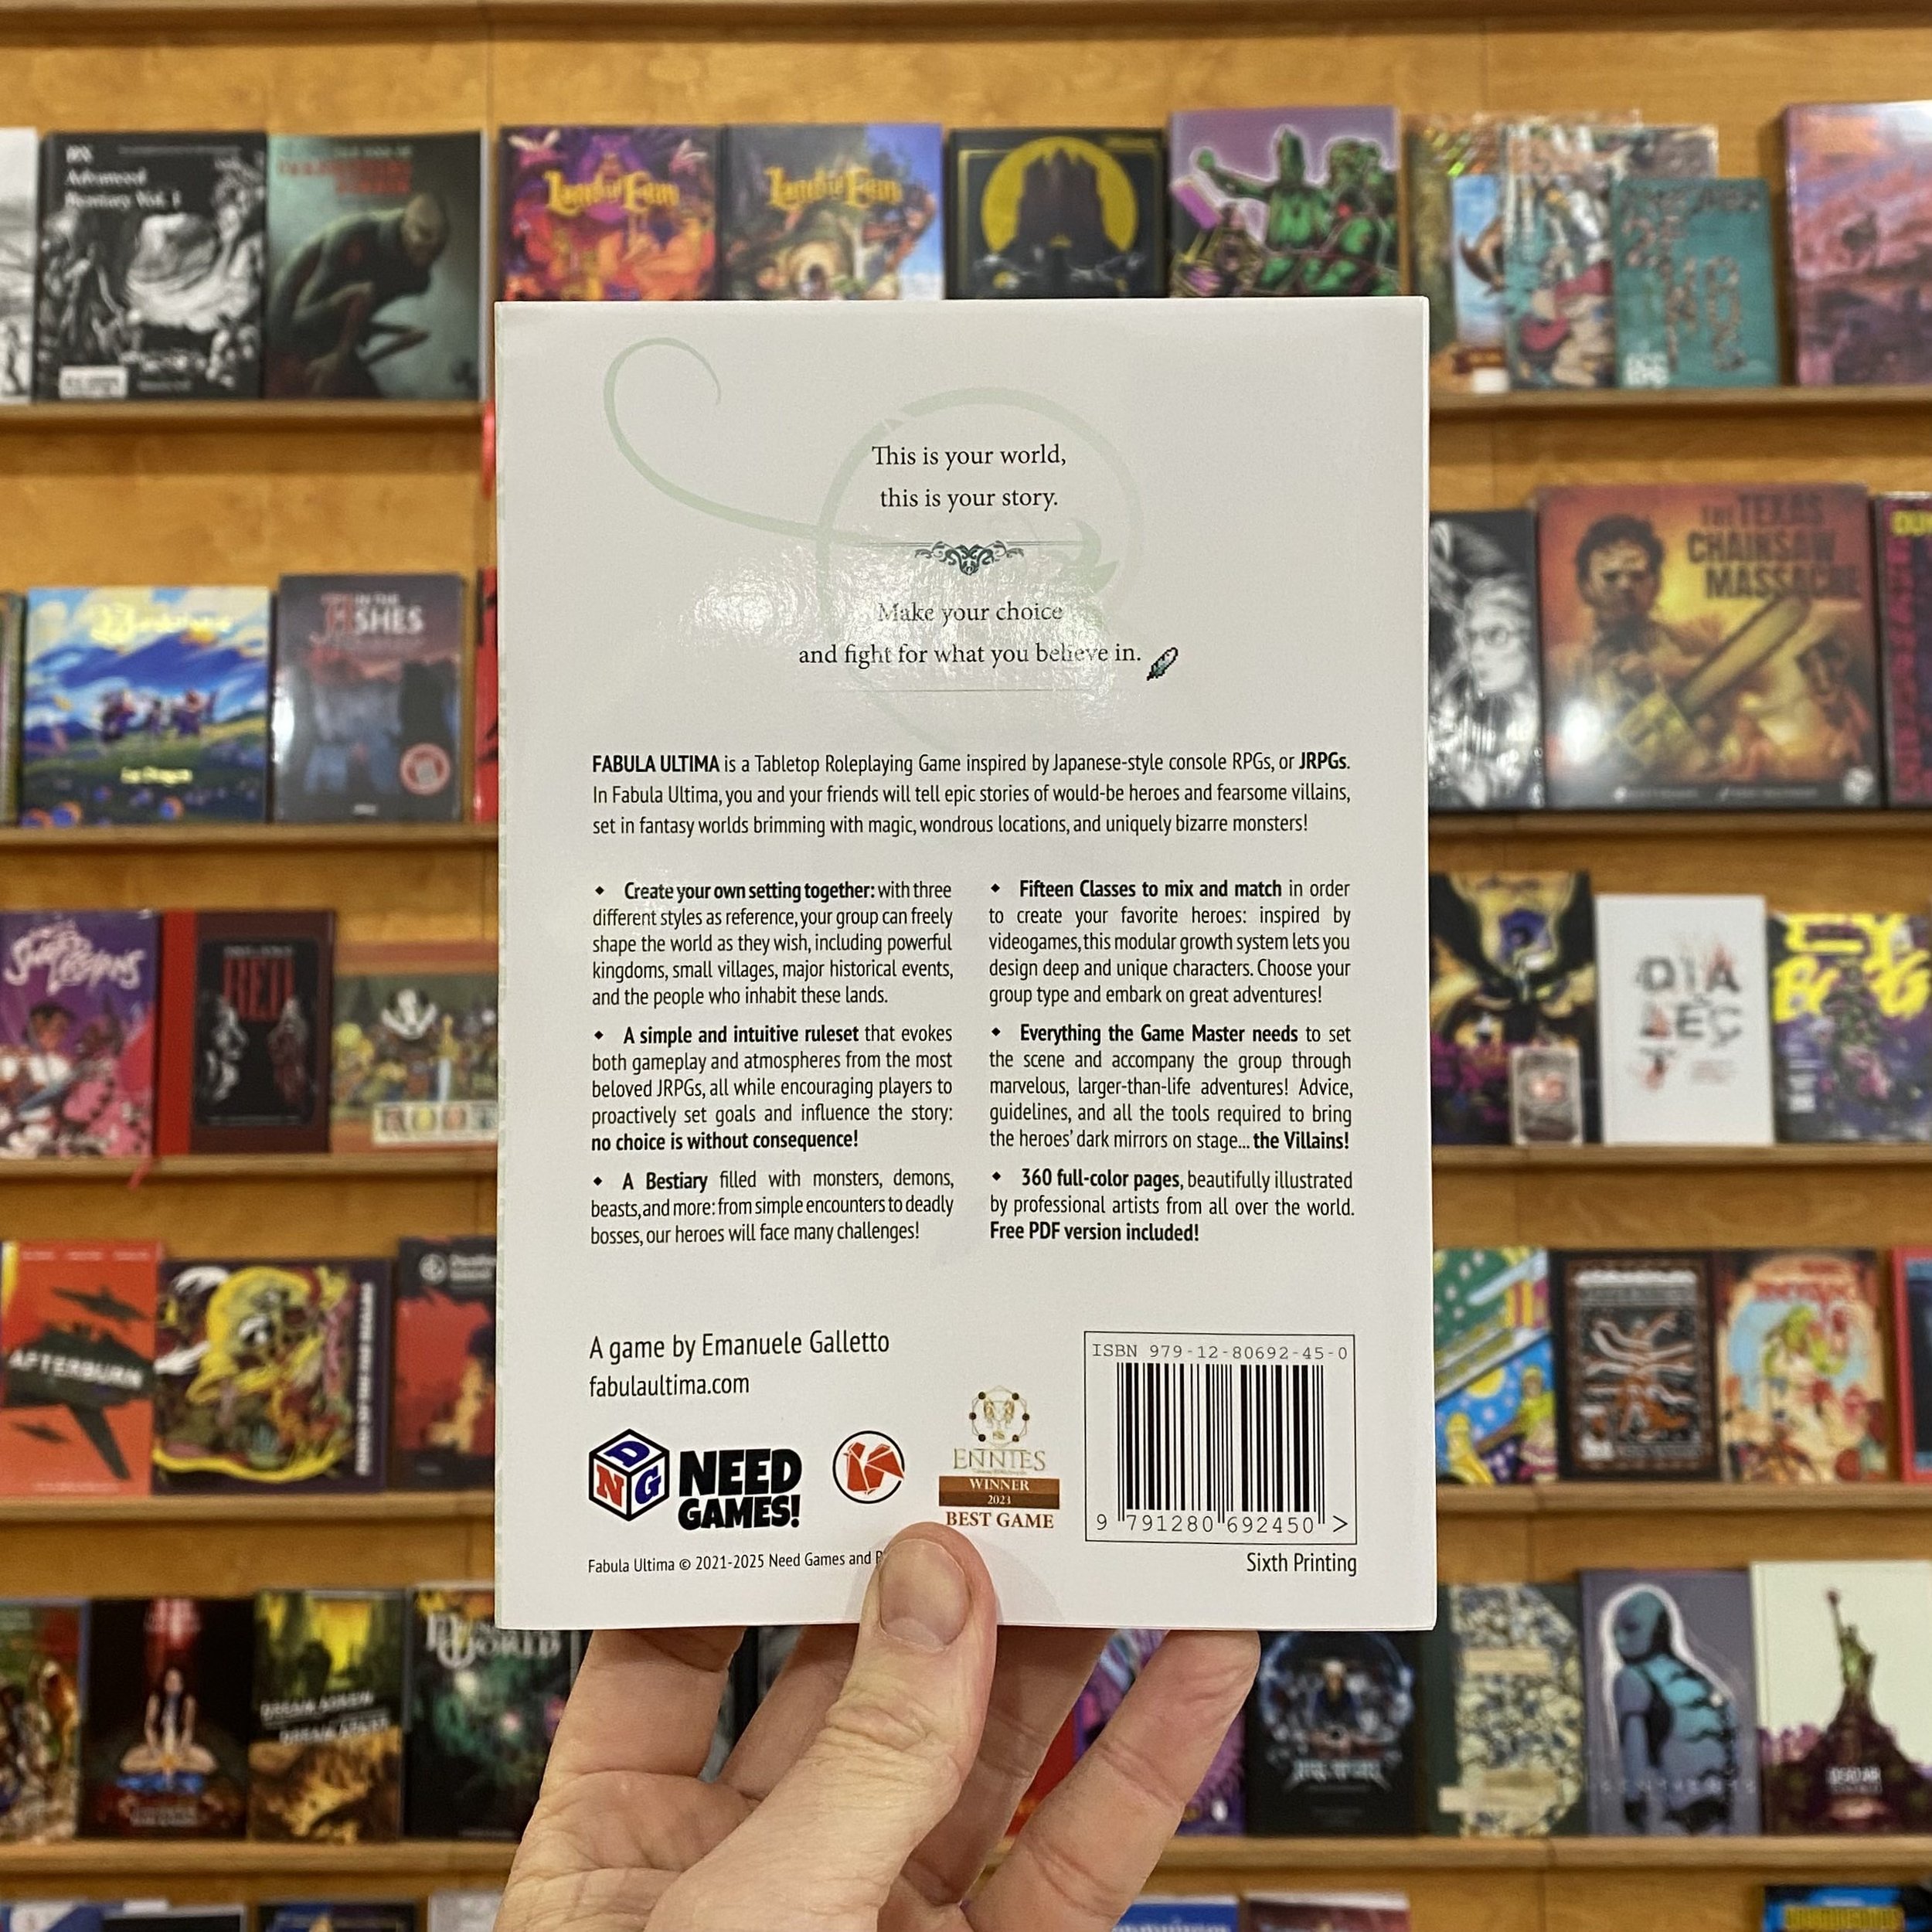 Advanced
Bestiary Vol. 1
Land of Eem
Land of Eem
THE TEXAS
CHAINSAW
MASSACRE
IN THE
ASHES
RED
ROOT
DIA
LEC
T
AFTERBURN
This is your world,
this is your story.
Make your choice
and fight for what you believe in.
FABULA ULTIMA is a Tabletop Roleplaying Game inspired by Japanese-style console RPGs, or JRPGs.
In Fabula Ultima, you and your friends will tell epic stories of would-be heroes and fearsome villains,
set in fantasy worlds brimming with magic, wondrous locations, and uniquely bizarre monsters!
◆ Create your own setting together: with three
different styles as reference, your group can freely
shape the world as they wish, including powerful
kingdoms, small villages, major historical events,
and the people who inhabit these lands.
◆ A simple and intuitive ruleset that evokes
both gameplay and atmospheres from the most
beloved JRPGs, all while encouraging players to
proactively set goals and influence the story:
no choice is without consequence!
◆ A Bestiary filled with monsters, demons,
beasts, and more: from simple encounters to deadly
bosses, our heroes will face many challenges!
◆ Fifteen Classes to mix and match in order
to create your favorite heroes: inspired by
videogames, this modular growth system lets you
design deep and unique characters. Choose your
group type and embark on great adventures!
◆ Everything the Game Master needs to set
the scene and accompany the group through
marvelous, larger-than-life adventures! Advice,
guidelines, and all the tools required to bring
the heroes' dark mirrors on stage... the Villains!
◆ 360 full-color pages, beautifully illustrated
by professional artists from all over the world.
Free PDF version included!
A game by Emanuele Galletto
fabulaultima.com
NDG
NEED
GAMES!
ENNIES
WINNER
2023
BEST GAME
ISBN 979-12-80692-45-0
9 791280 692450 >
Fabula Ultima © 2021-2025 Need Games and
Sixth Printing
DREAM ASKEW
DREAM APART